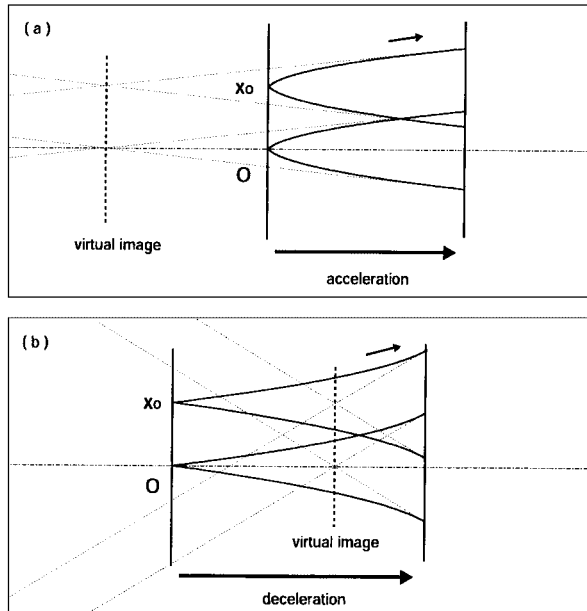 (a)
Xo
O
virtual image
acceleration
(b)
Xo
O
virtual image
deceleration